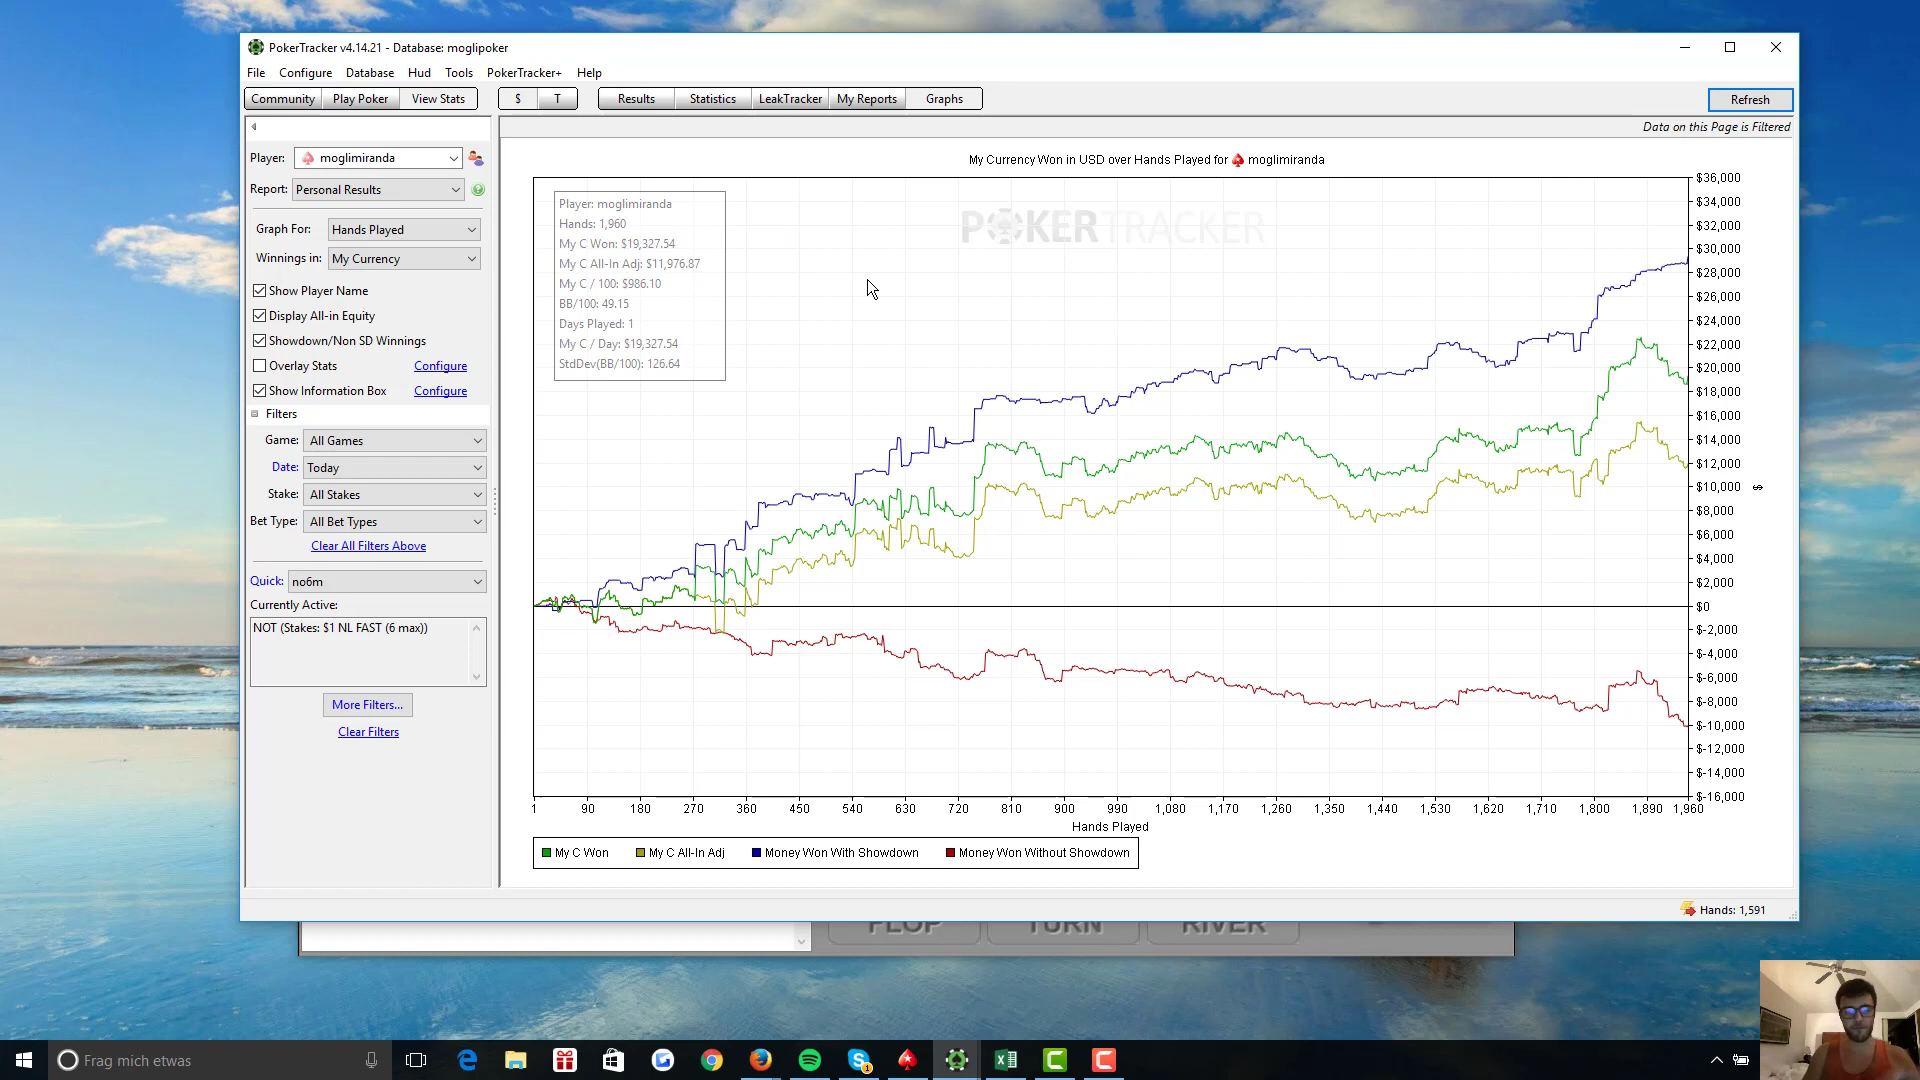 PokerTracker v4.14.21 - Database: moglipoker
File Configure Database Hud Tools PokerTracker+ Help
Community Play Poker View Stats $ T Results Statistics LeakTracker My Reports Graphs Refresh
Data on this Page is Filtered
Player: moglimiranda
Report: Personal Results
Graph For: Hands Played
Winnings in: My Currency
Show Player Name
Display All-in Equity
Showdown/Non SD Winnings
Overlay Stats Configure
Show Information Box Configure
Filters
Game: All Games
Date: Today
Stake: All Stakes
Bet Type: All Bet Types
Clear All Filters Above
Quick: no6m
Currently Active:
NOT (Stakes: $1 NL FAST (6 max))
More Filters...
Clear Filters
My Currency Won in USD over Hands Played for moglimiranda
POKERTRACKER
Player: moglimiranda
Hands: 1,960
My C Won: $19,327.54
My C All-In Adj: $11,976.87
My C / 100: $986.10
BB/100: 49.15
Days Played: 1
My C / Day: $19,327.54
StdDev(BB/100): 126.64
$36,000
$34,000
$32,000
$30,000
$28,000
$26,000
$24,000
$22,000
$20,000
$18,000
$16,000
$14,000
$12,000
$10,000
$8,000
$6,000
$4,000
$2,000
$0
$-2,000
$-4,000
$-6,000
$-8,000
$-10,000
$-12,000
$-14,000
$-16,000
$
1 90 180 270 360 450 540 630 720 810 900 990 1,080 1,170 1,260 1,350 1,440 1,530 1,620 1,710 1,800 1,890 1,960
Hands Played
My C Won My C All-In Adj Money Won With Showdown Money Won Without Showdown
Hands: 1,591
FLOP TURN RIVER
Frag mich etwas